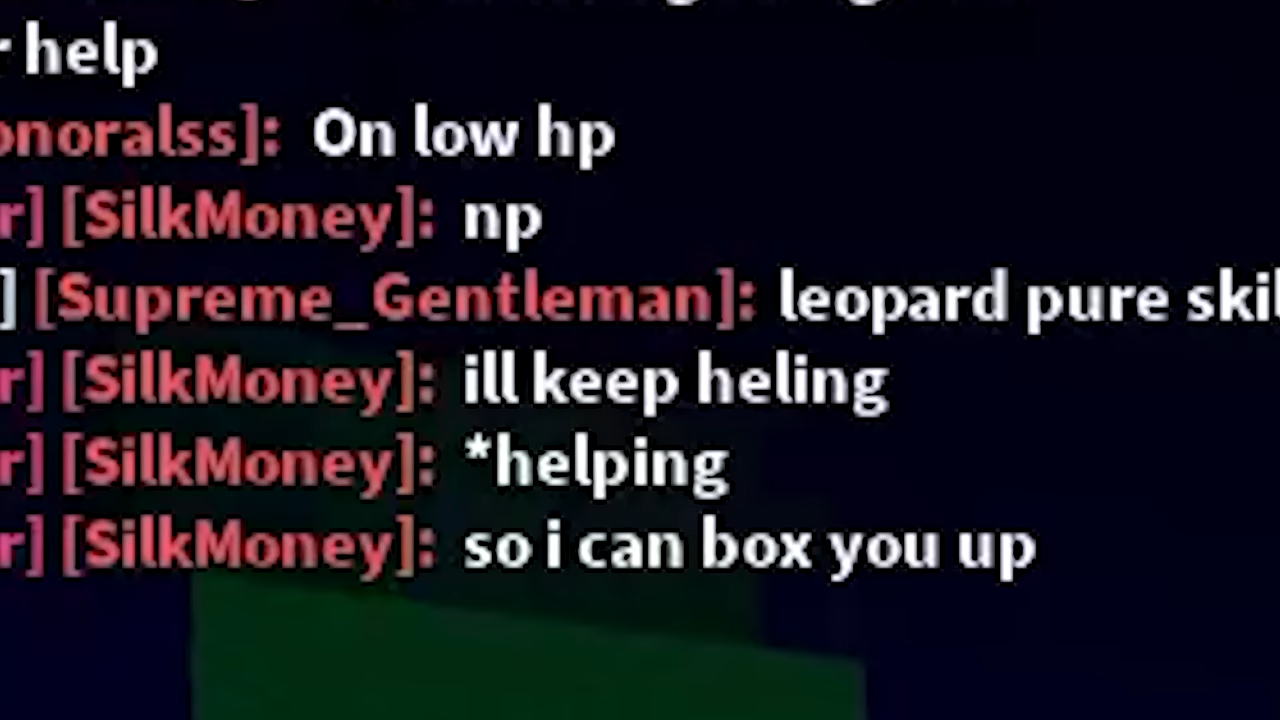 help
onoralss]: On low hp
r] [SilkMoney]: np
] [Supreme_Gentleman]: leopard pure skil
r] [SilkMoney]: ill keep heling
r] [SilkMoney]: *helping
r] [SilkMoney]: so i can box you up